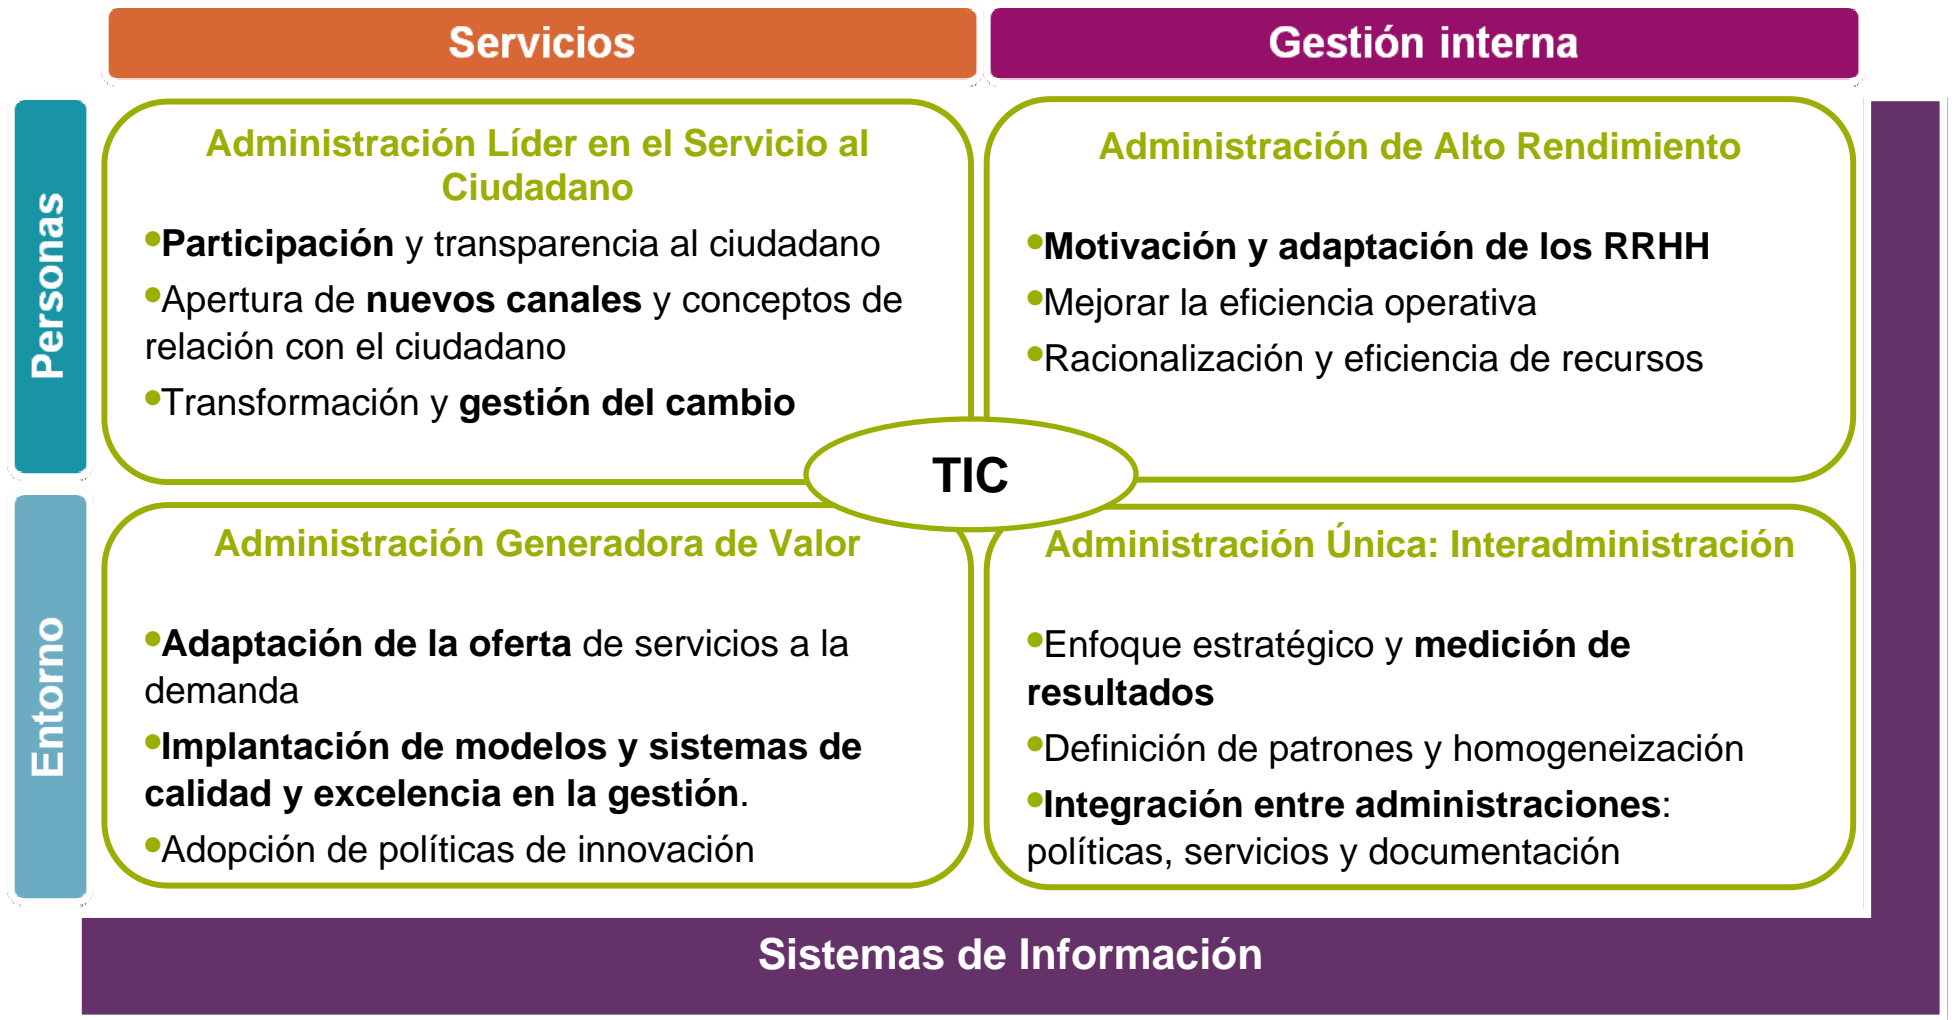 Servicios
Gestión interna
Personas
Administración Líder en el Servicio al
Ciudadano
•Participación y transparencia al ciudadano
•Apertura de nuevos canales y conceptos de
relación con el ciudadano
•Transformación y gestión del cambio
Administración de Alto Rendimiento
•Motivación y adaptación de los RRHH
•Mejorar la eficiencia operativa
•Racionalización y eficiencia de recursos
TIC
Entorno
Administración Generadora de Valor
•Adaptación de la oferta de servicios a la
demanda
•Implantación de modelos y sistemas de
calidad y excelencia en la gestión.
•Adopción de políticas de innovación
Administración Única: Interadministración
•Enfoque estratégico y medición de
resultados
•Definición de patrones y homogeneización
•Integración entre administraciones:
políticas, servicios y documentación
Sistemas de Información